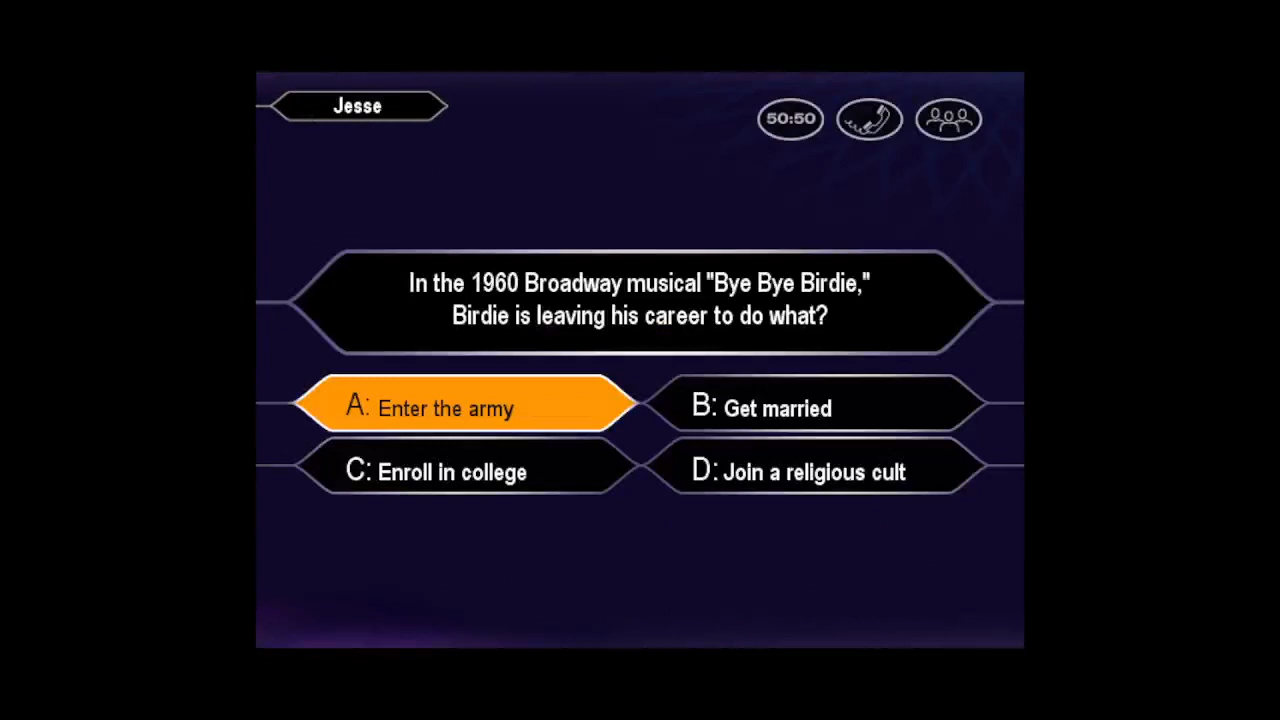 Jesse
50:50
In the 1960 Broadway musical "Bye Bye Birdie,"
Birdie is leaving his career to do what?
A: Enter the army
B: Get married
C: Enroll in college
D: Join a religious cult